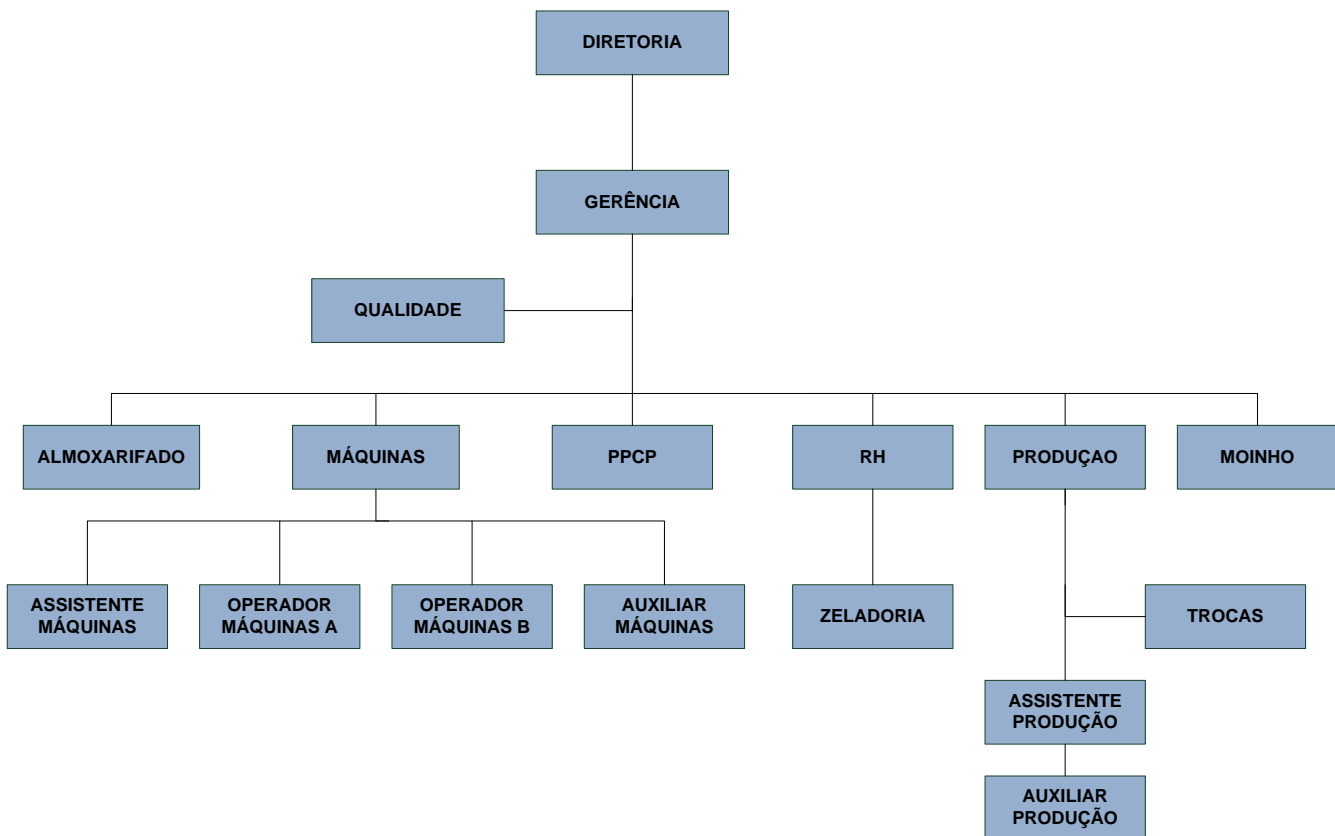 DIRETORIA
GERÊNCIA
QUALIDADE
ALMOXARIFADO
MÁQUINAS
PPCP
RH
PRODUÇAO
MOINHO
ASSISTENTE
MÁQUINAS
OPERADOR
MÁQUINAS A
OPERADOR
MÁQUINAS B
AUXILIAR
MÁQUINAS
ZELADORIA
TROCAS
ASSISTENTE
PRODUÇÃO
AUXILIAR
PRODUÇÃO